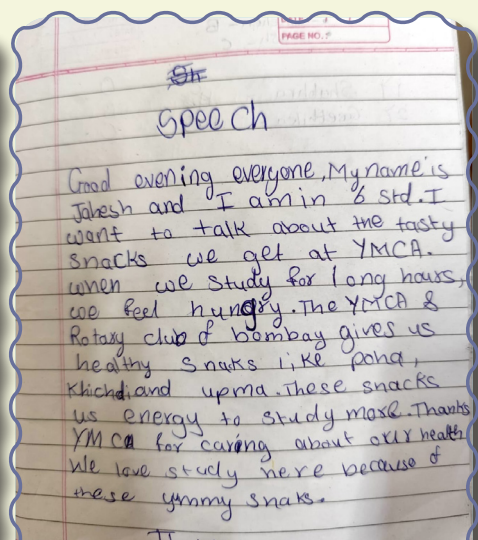 PAGE NO.:
Speech
Good evening everyone, My name is
Jahesh and I am in 6 std. I
want to talk about the tasty
snacks we get at YMCA.
when we study for long hours,
we feel hungry. The YMCA &
Rotary club of bombay gives us
healthy snaks like poha,
Khichdi and upma. These snacks
us energy to study more. Thanks
YMCA for caring about our health
We love study here because of
these yummy snaks.